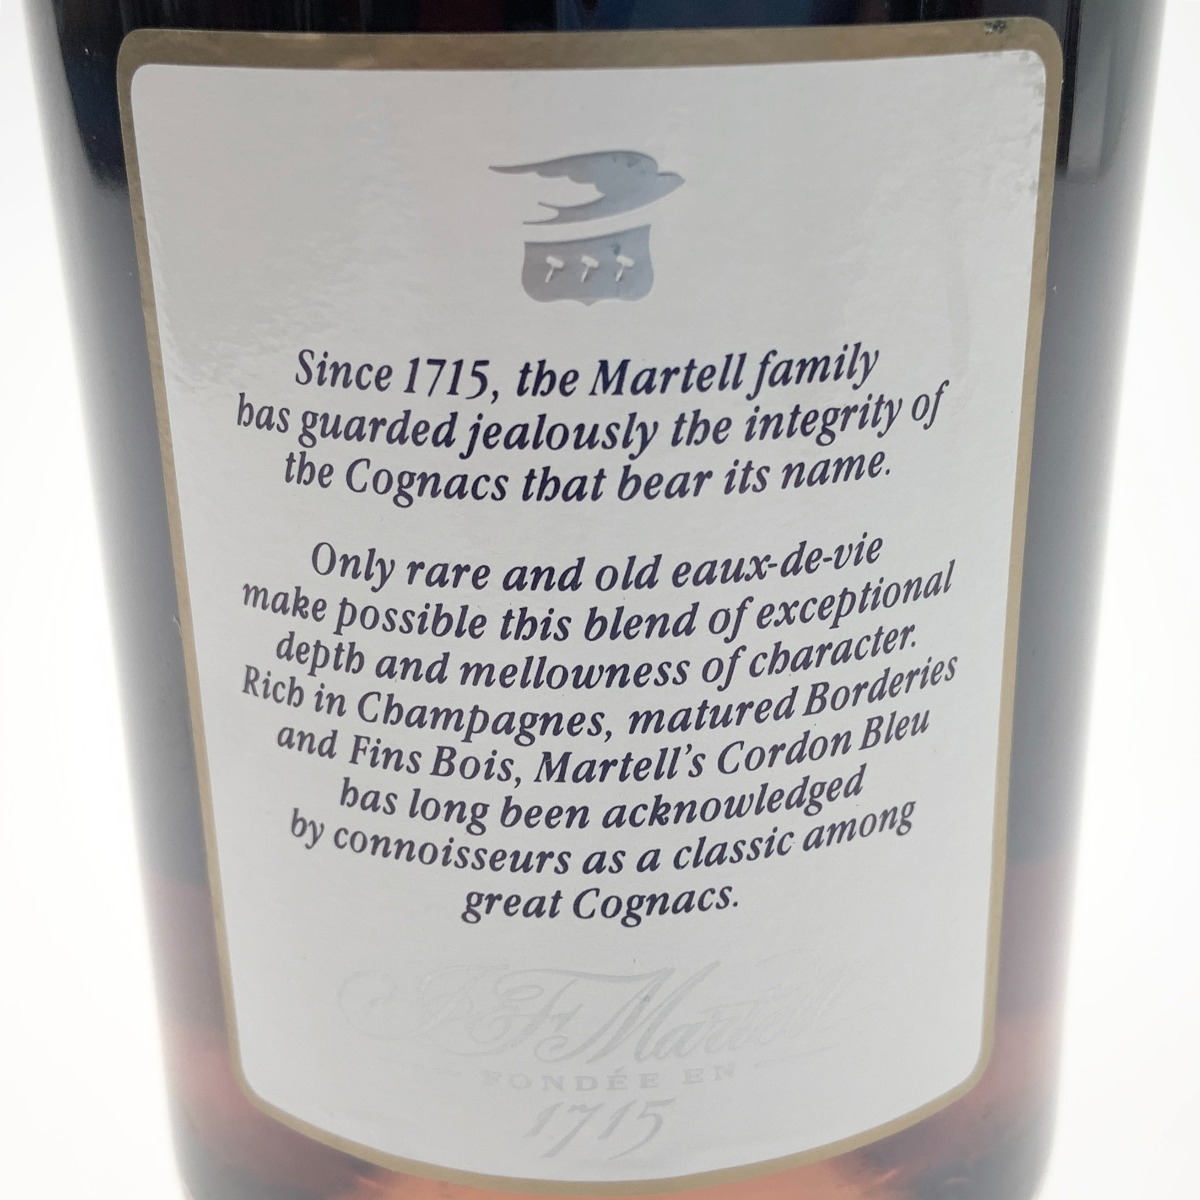 Since 1715, the Martell family
has guarded jealously the integrity of
the Cognacs that bear its name.
Only rare and old eaux-de-vie
make possible this blend of exceptional
depth and mellowness of character.
Rich in Champagnes, matured Borderies
and Fins Bois, Martell's Cordon Bleu
has long been acknowledged
by connoisseurs as a classic among
great Cognacs.
J&F Martell
FONDÉE EN
1715